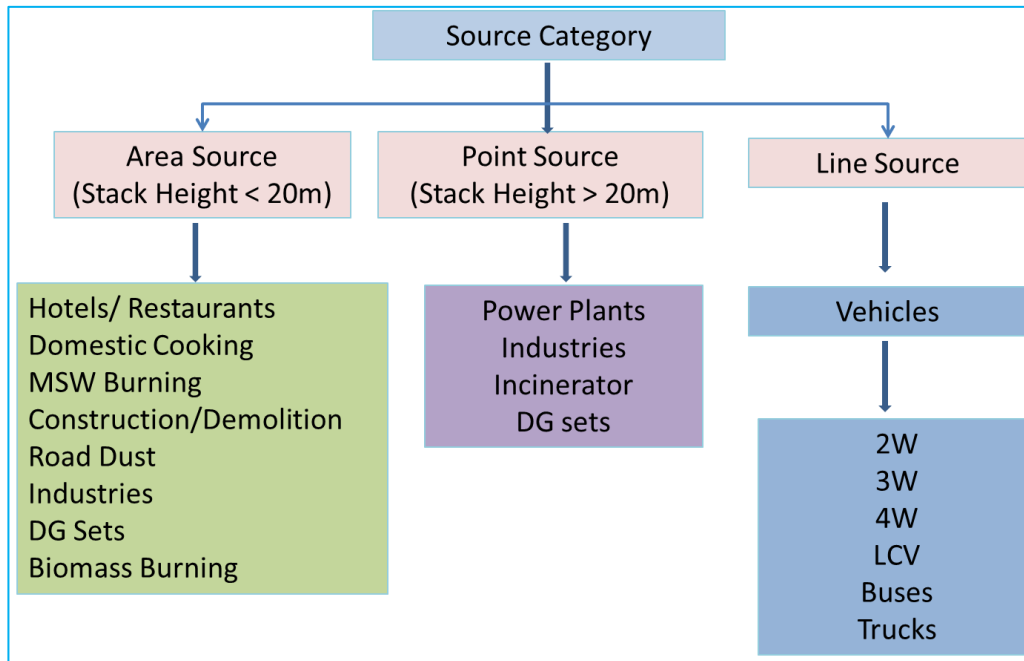 Source Category
Area Source
(Stack Height < 20m)
Point Source
(Stack Height > 20m)
Line Source
Hotels/ Restaurants
Domestic Cooking
MSW Burning
Construction/Demolition
Road Dust
Industries
DG Sets
Biomass Burning
Power Plants
Industries
Incinerator
DG sets
Vehicles
2W
3W
4W
LCV
Buses
Trucks